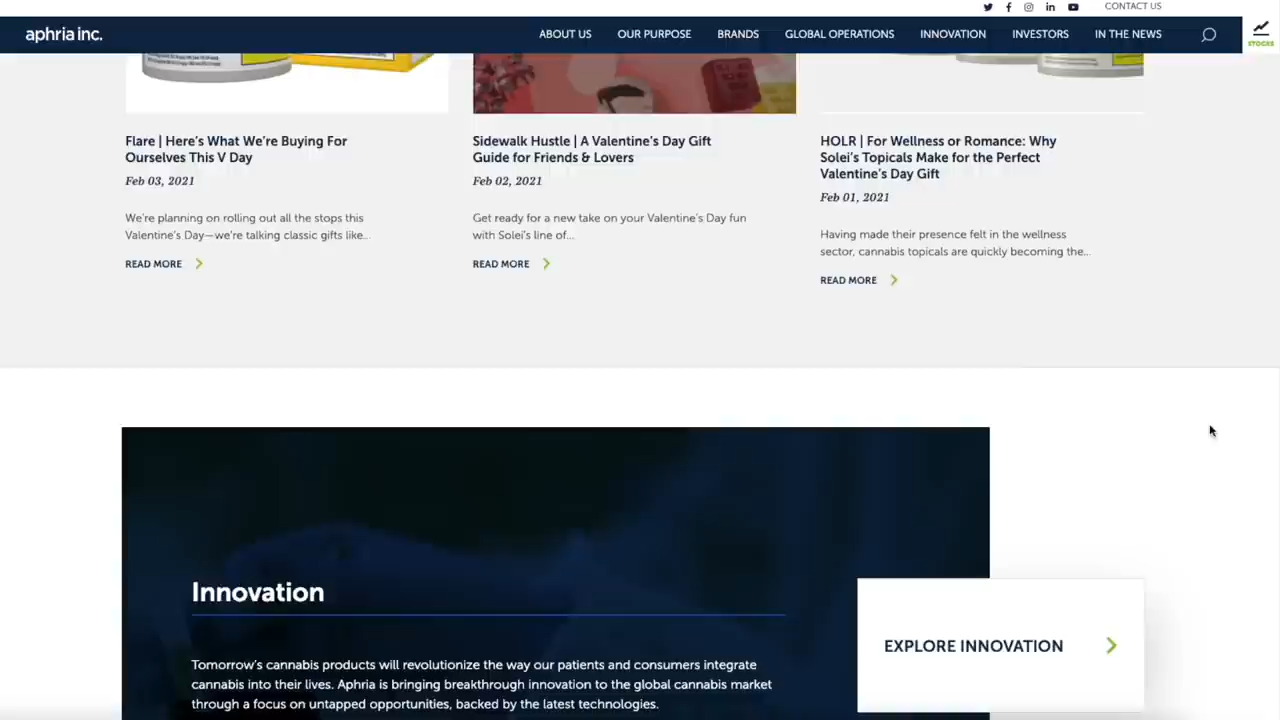 CONTACT US
aphria inc.
ABOUT US OUR PURPOSE BRANDS GLOBAL OPERATIONS INNOVATION INVESTORS IN THE NEWS
STOCKS
Flare | Here's What We're Buying For
Ourselves This V Day
Feb 03, 2021
We're planning on rolling out all the stops this
Valentine's Day—we're talking classic gifts like...
READ MORE
Sidewalk Hustle | A Valentine's Day Gift
Guide for Friends & Lovers
Feb 02, 2021
Get ready for a new take on your Valentine's Day fun
with Solei's line of...
READ MORE
HOLR | For Wellness or Romance: Why
Solei's Topicals Make for the Perfect
Valentine's Day Gift
Feb 01, 2021
Having made their presence felt in the wellness
sector, cannabis topicals are quickly becoming the...
READ MORE
Innovation
Tomorrow's cannabis products will revolutionize the way our patients and consumers integrate
cannabis into their lives. Aphria is bringing breakthrough innovation to the global cannabis market
through a focus on untapped opportunities, backed by the latest technologies.
EXPLORE INNOVATION